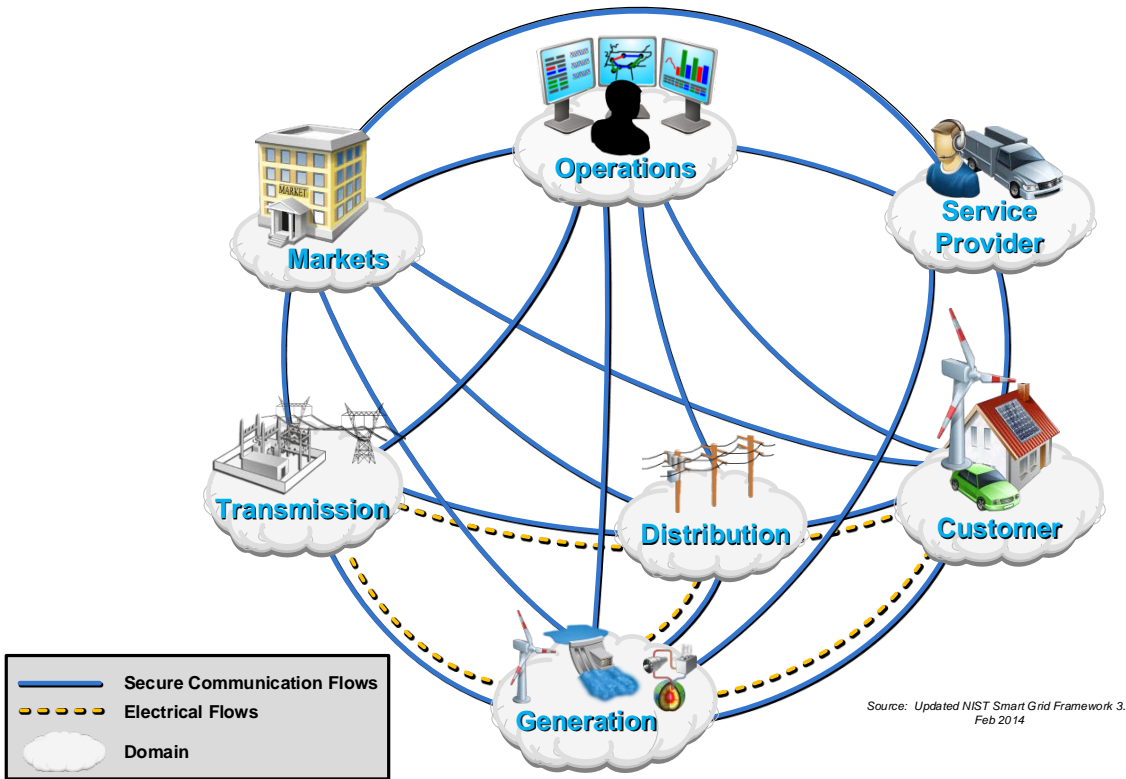 Operations
MARKET
Markets
Service
Provider
Transmission
Distribution
Customer
Generation
Secure Communication Flows
Electrical Flows
Domain
Source: Updated NIST Smart Grid Framework 3.
Feb 2014